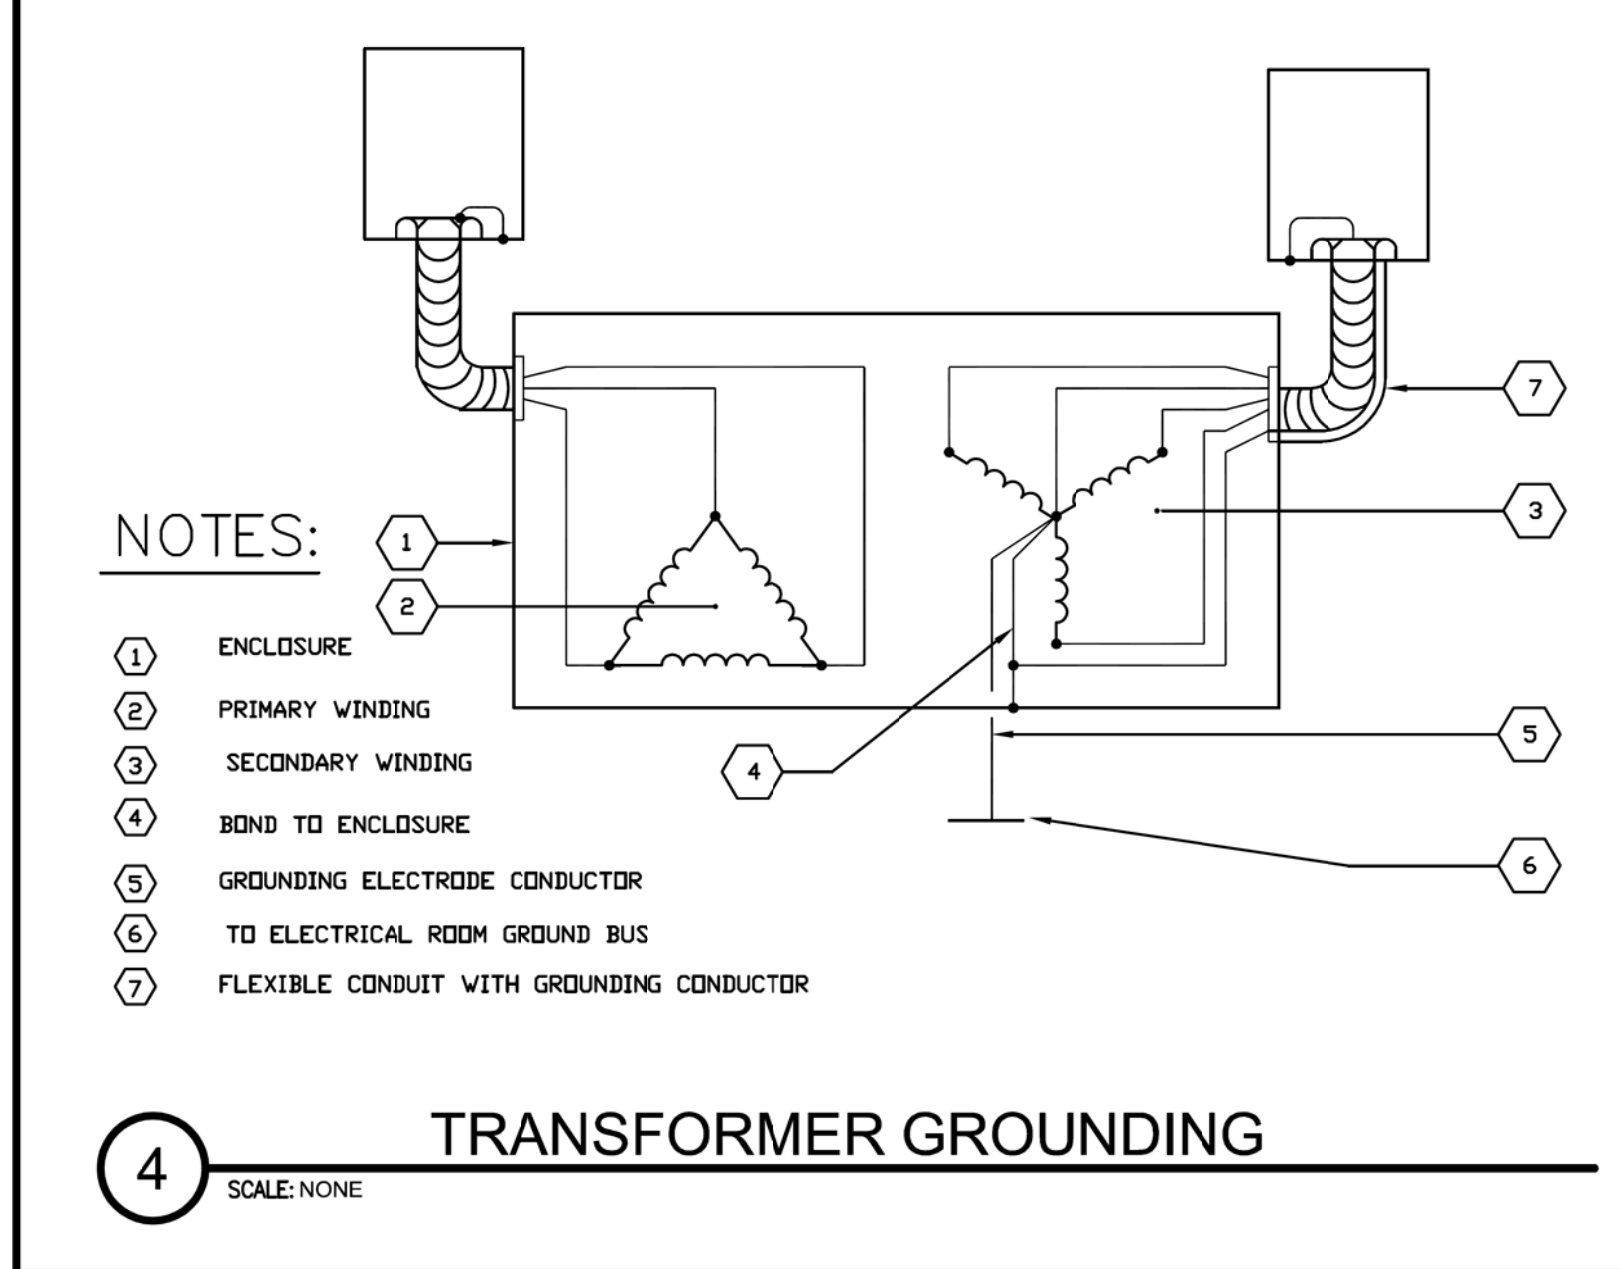 7
3
NOTES:
1
2
1 ENCLOSURE
2 PRIMARY WINDING
3 SECONDARY WINDING
4 BOND TO ENCLOSURE
5 GROUNDING ELECTRODE CONDUCTOR
6 TO ELECTRICAL ROOM GROUND BUS
7 FLEXIBLE CONDUIT WITH GROUNDING CONDUCTOR
4
5
6
4 TRANSFORMER GROUNDING
SCALE: NONE